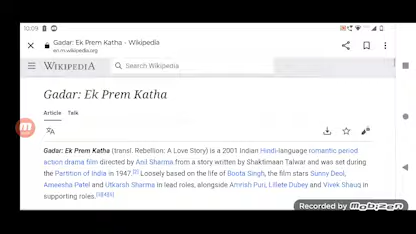 10:09
Gadar: Ek Prem Katha - Wikipedia
en.m.wikipedia.org
WIKIPEDIA Search Wikipedia
Gadar: Ek Prem Katha
Article Talk
Gadar: Ek Prem Katha (transl. Rebellion: A Love Story) is a 2001 Indian Hindi-language romantic period
action drama film directed by Anil Sharma from a story written by Shaktimaan Talwar and was set during
the Partition of India in 1947.[2] Loosely based on the life of Boota Singh, the film stars Sunny Deol,
Ameesha Patel and Utkarsh Sharma in lead roles, alongside Amrish Puri, Lillete Dubey and Vivek Shauq in
supporting roles.[3][4][5]
Recorded by Mobizen